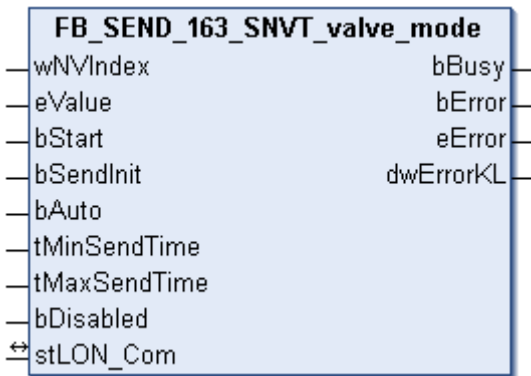 FB_SEND_163_SNVT_valve_mode
wNVIndex bBusy
eValue bError
bStart eError
bSendInit dwErrorKL
bAuto
tMinSendTime
tMaxSendTime
bDisabled
stLON_Com